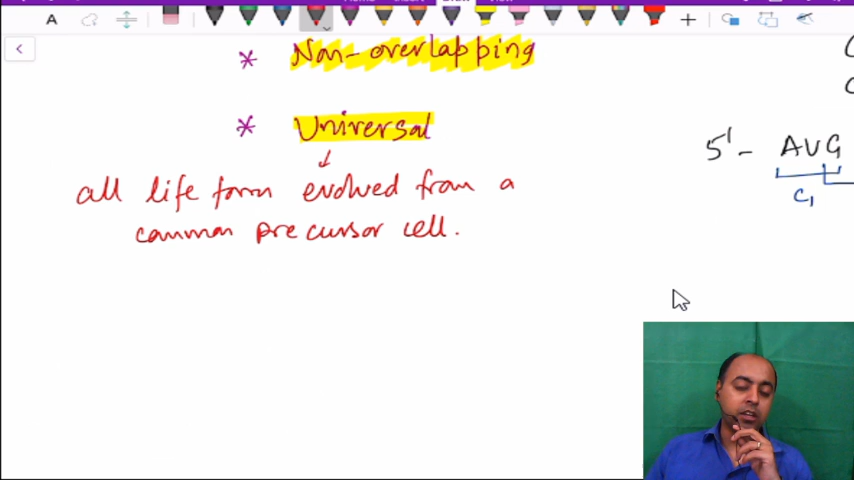 * Non-overlapping
* Universal
5' - AUG
C1
all life form evolved from a
common precursor cell.